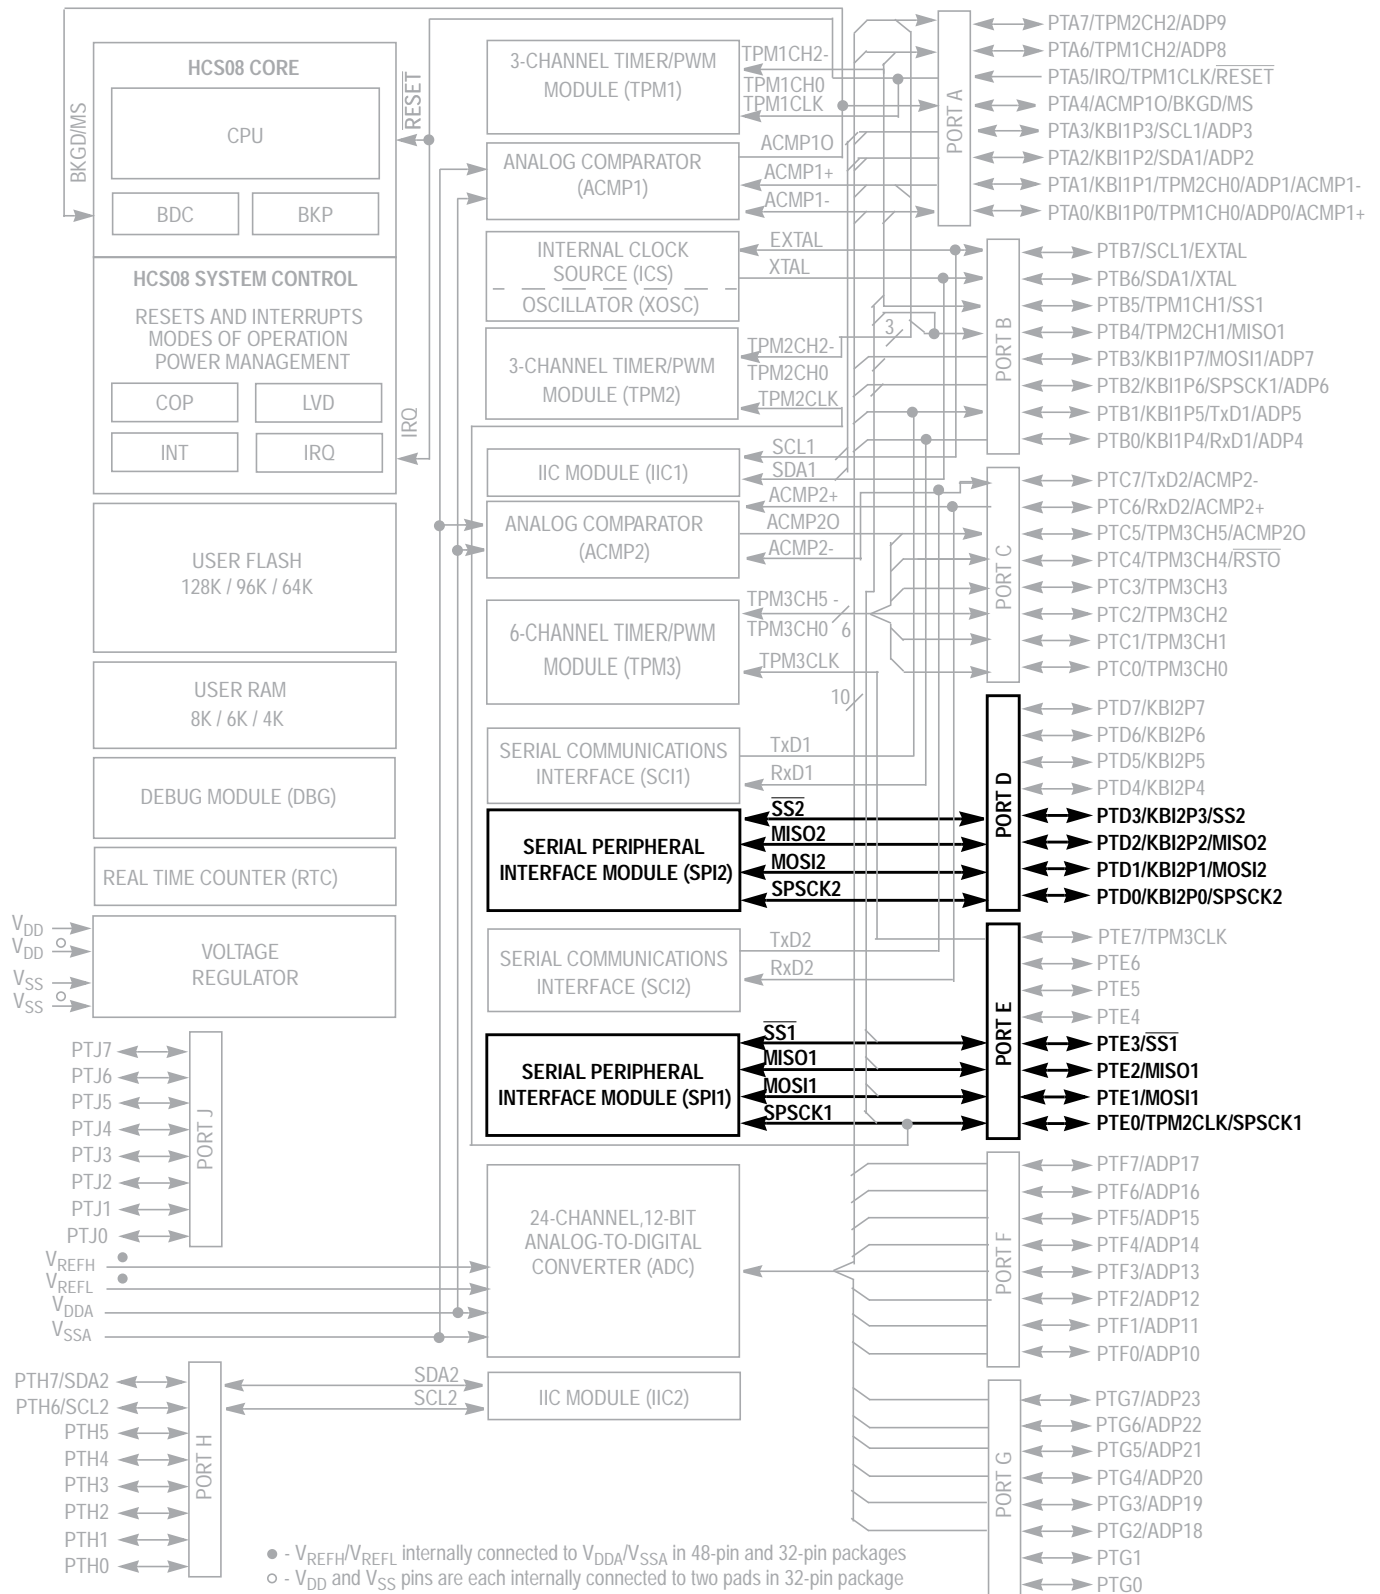 HCS08 CORE
CPU
BDC
BKP
BKGD/MS
RESET
HCS08 SYSTEM CONTROL
RESETS AND INTERRUPTS
MODES OF OPERATION
POWER MANAGEMENT
COP
LVD
INT
IRQ
IRQ
USER FLASH
128K / 96K / 64K
USER RAM
8K / 6K / 4K
DEBUG MODULE (DBG)
REAL TIME COUNTER (RTC)
VDD
VDD
VSS
VSS
VOLTAGE
REGULATOR
PTJ7
PTJ6
PTJ5
PTJ4
PTJ3
PTJ2
PTJ1
PTJ0
PORT J
VREFH
VREFL
VDDA
VSSA
PTH7/SDA2
PTH6/SCL2
PTH5
PTH4
PTH3
PTH2
PTH1
PTH0
PORT H
3-CHANNEL TIMER/PWM
MODULE (TPM1)
TPM1CH2-
TPM1CH0
TPM1CLK
ANALOG COMPARATOR
(ACMP1)
ACMP1O
ACMP1+
ACMP1-
INTERNAL CLOCK
SOURCE (ICS)
OSCILLATOR (XOSC)
EXTAL
XTAL
3-CHANNEL TIMER/PWM
MODULE (TPM2)
TPM2CH2-
TPM2CH0
TPM2CLK
3
IIC MODULE (IIC1)
SCL1
SDA1
ANALOG COMPARATOR
(ACMP2)
ACMP2+
ACMP2O
ACMP2-
6-CHANNEL TIMER/PWM
MODULE (TPM3)
TPM3CH5 -
TPM3CH0
6
TPM3CLK
10
SERIAL COMMUNICATIONS
INTERFACE (SCI1)
TxD1
RxD1
SERIAL PERIPHERAL
INTERFACE MODULE (SPI2)
SS2
MISO2
MOSI2
SPSCK2
SERIAL COMMUNICATIONS
INTERFACE (SCI2)
TxD2
RxD2
SERIAL PERIPHERAL
INTERFACE MODULE (SPI1)
SS1
MISO1
MOSI1
SPSCK1
24-CHANNEL,12-BIT
ANALOG-TO-DIGITAL
CONVERTER (ADC)
IIC MODULE (IIC2)
SDA2
SCL2
PORT A
PTA7/TPM2CH2/ADP9
PTA6/TPM1CH2/ADP8
PTA5/IRQ/TPM1CLK/RESET
PTA4/ACMP1O/BKGD/MS
PTA3/KBI1P3/SCL1/ADP3
PTA2/KBI1P2/SDA1/ADP2
PTA1/KBI1P1/TPM2CH0/ADP1/ACMP1-
PTA0/KBI1P0/TPM1CH0/ADP0/ACMP1+
PORT B
PTB7/SCL1/EXTAL
PTB6/SDA1/XTAL
PTB5/TPM1CH1/SS1
PTB4/TPM2CH1/MISO1
PTB3/KBI1P7/MOSI1/ADP7
PTB2/KBI1P6/SPSCK1/ADP6
PTB1/KBI1P5/TxD1/ADP5
PTB0/KBI1P4/RxD1/ADP4
PORT C
PTC7/TxD2/ACMP2-
PTC6/RxD2/ACMP2+
PTC5/TPM3CH5/ACMP2O
PTC4/TPM3CH4/RSTO
PTC3/TPM3CH3
PTC2/TPM3CH2
PTC1/TPM3CH1
PTC0/TPM3CH0
PORT D
PTD7/KBI2P7
PTD6/KBI2P6
PTD5/KBI2P5
PTD4/KBI2P4
PTD3/KBI2P3/SS2
PTD2/KBI2P2/MISO2
PTD1/KBI2P1/MOSI2
PTD0/KBI2P0/SPSCK2
PORT E
PTE7/TPM3CLK
PTE6
PTE5
PTE4
PTE3/SS1
PTE2/MISO1
PTE1/MOSI1
PTE0/TPM2CLK/SPSCK1
PORT F
PTF7/ADP17
PTF6/ADP16
PTF5/ADP15
PTF4/ADP14
PTF3/ADP13
PTF2/ADP12
PTF1/ADP11
PTF0/ADP10
PORT G
PTG7/ADP23
PTG6/ADP22
PTG5/ADP21
PTG4/ADP20
PTG3/ADP19
PTG2/ADP18
PTG1
PTG0
● - VREFH/VREFL internally connected to VDDA/VSSA in 48-pin and 32-pin packages
○ - VDD and VSS pins are each internally connected to two pads in 32-pin package